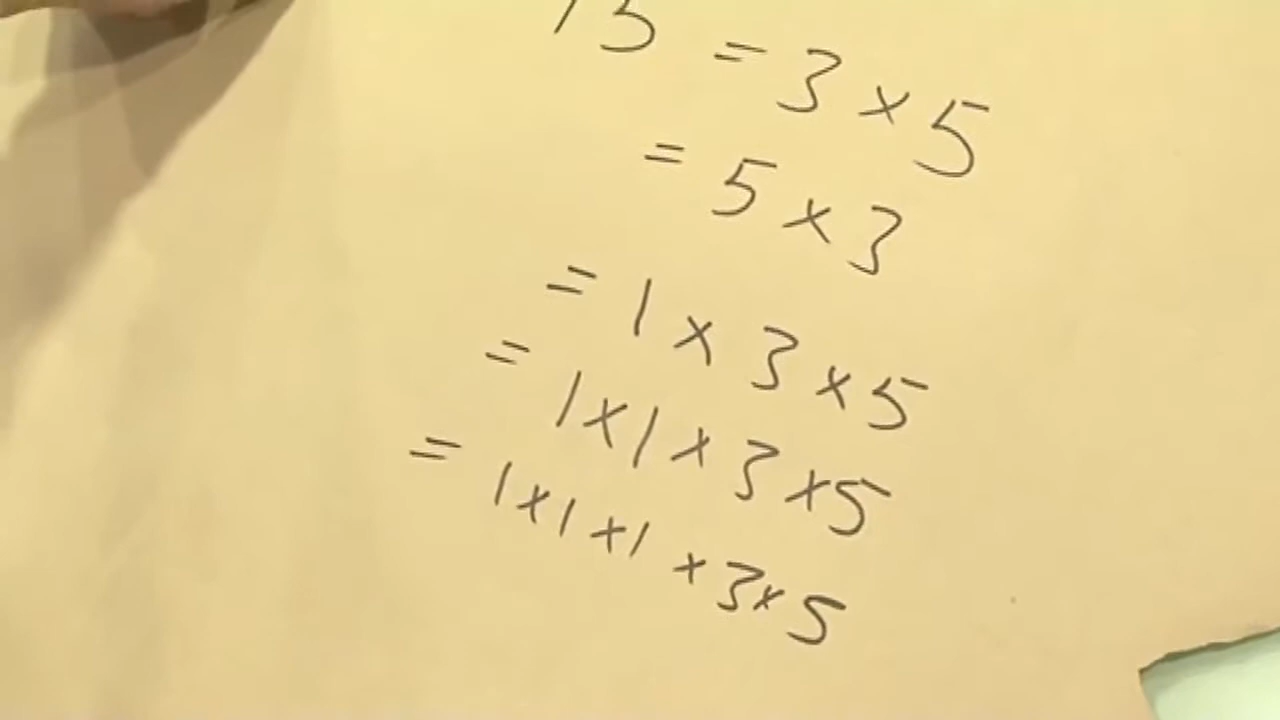 15 = 3 × 5
= 5 × 3
= 1 × 3 × 5
= 1 × 1 × 3 × 5
= 1 × 1 × 1 × 3 × 5